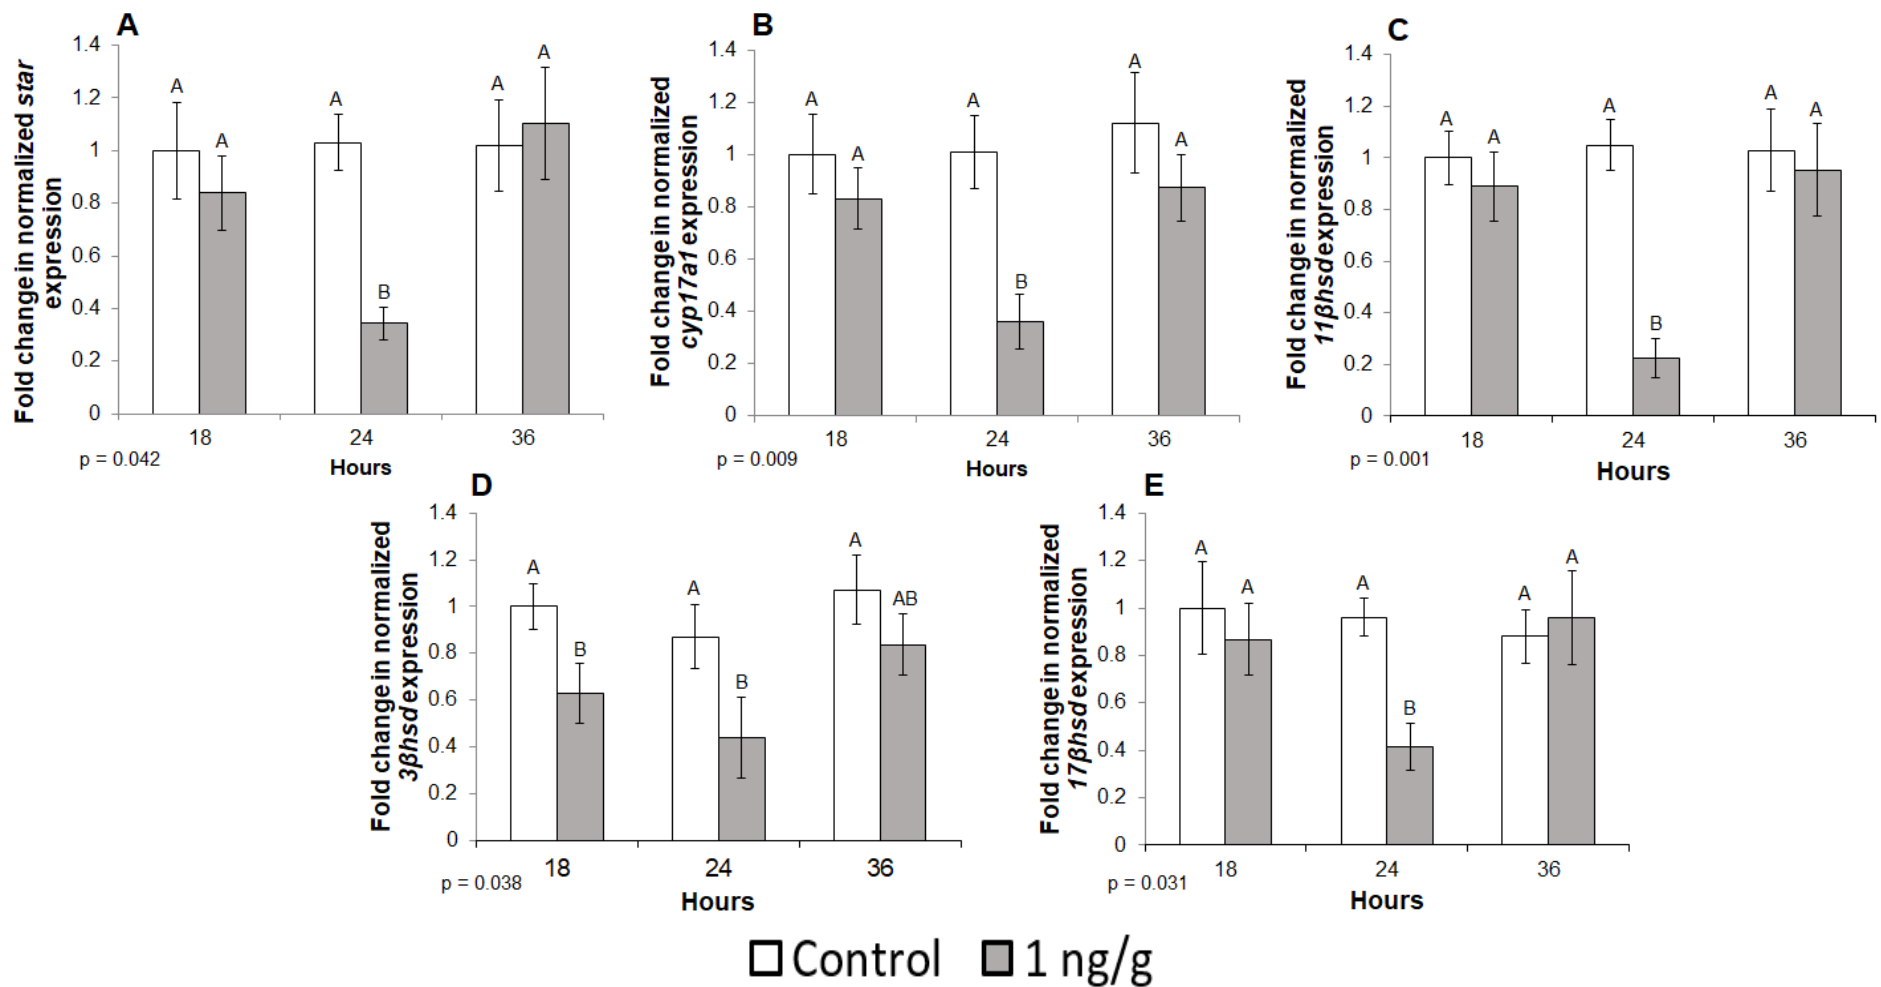 A
Fold change in normalized star
expression
1.4
1.2
1
0.8
0.6
0.4
0.2
0
A
A
A
B
A
A
18
24
36
p = 0.042
Hours
B
Fold change in normalized
cyp17a1 expression
1.4
1.2
1
0.8
0.6
0.4
0.2
0
A
A
A
B
A
A
18
24
36
p = 0.009
Hours
C
Fold change in normalized
11βhsd expression
1.4
1.2
1
0.8
0.6
0.4
0.2
0
A
A
A
B
A
A
18
24
36
p = 0.001
Hours
D
Fold change in normalized
3βhsd expression
1.4
1.2
1
0.8
0.6
0.4
0.2
0
A
B
A
B
A
AB
18
24
36
p = 0.038
Hours
E
Fold change in normalized
17βhsd expression
1.4
1.2
1
0.8
0.6
0.4
0.2
0
A
A
A
B
A
A
18
24
36
p = 0.031
Hours
Control
1 ng/g